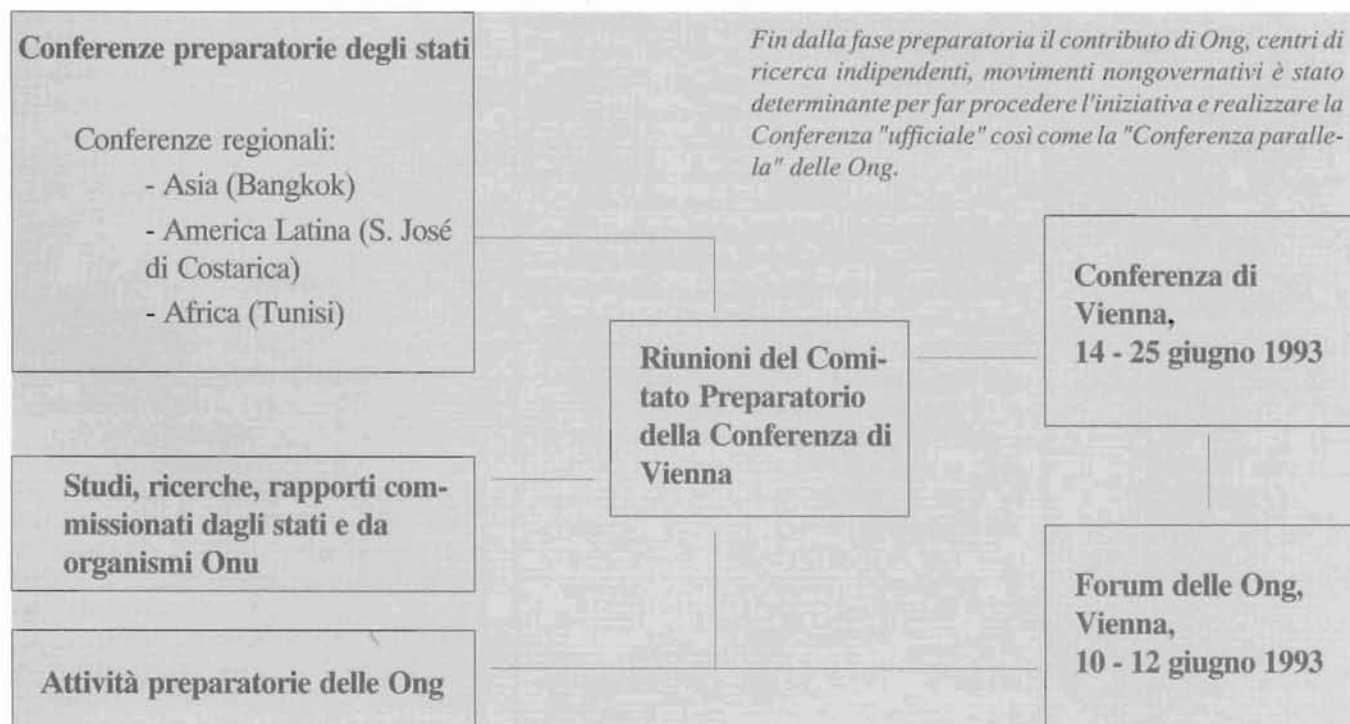 Conferenze preparatorie degli stati
Conferenze regionali:
- Asia (Bangkok)
- America Latina (S. José
di Costarica)
- Africa (Tunisi)
Fin dalla fase preparatoria il contributo di Ong, centri di
ricerca indipendenti, movimenti nongovernativi è stato
determinante per far procedere l'iniziativa e realizzare la
Conferenza "ufficiale" così come la "Conferenza paralle-
la" delle Ong.
Riunioni del Comi-
tato Preparatorio
della Conferenza di
Vienna
Conferenza di
Vienna,
14 - 25 giugno 1993
Studi, ricerche, rapporti com-
missionati dagli stati e da
organismi Onu
Attività preparatorie delle Ong
Forum delle Ong,
Vienna,
10 - 12 giugno 1993